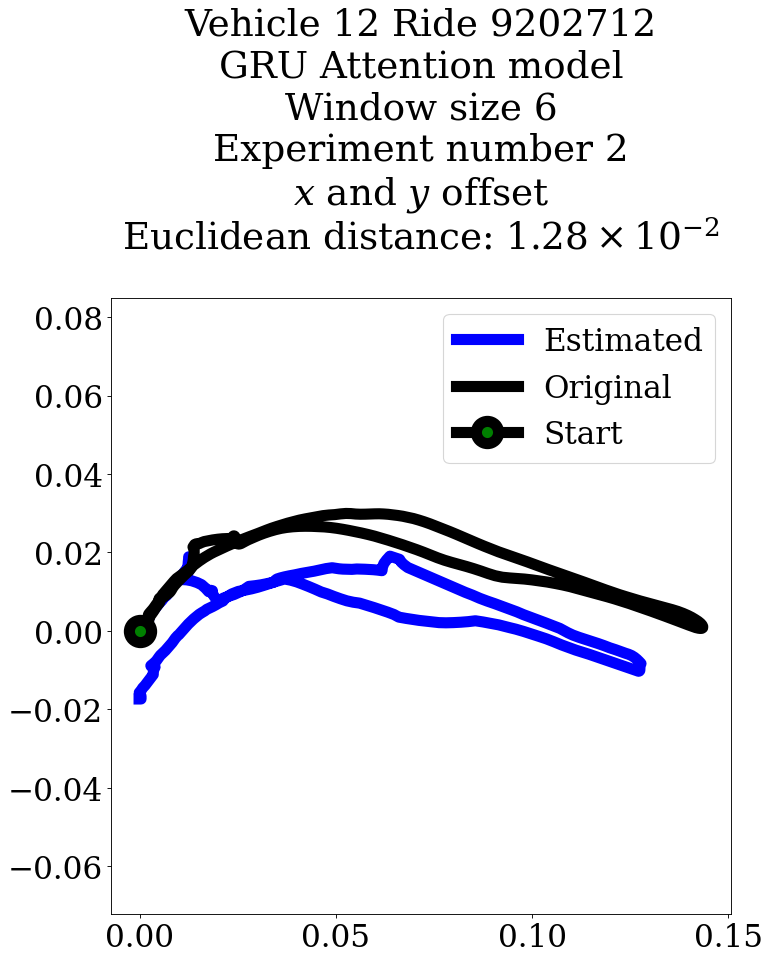 Vehicle 12 Ride 9202712
GRU Attention model
Window size 6
Experiment number 2
x and y offset
Euclidean distance: 1.28 × 10⁻²
Estimated
Original
Start
0.08
0.06
0.04
0.02
0.00
−0.02
−0.04
−0.06
0.00 0.05 0.10 0.15